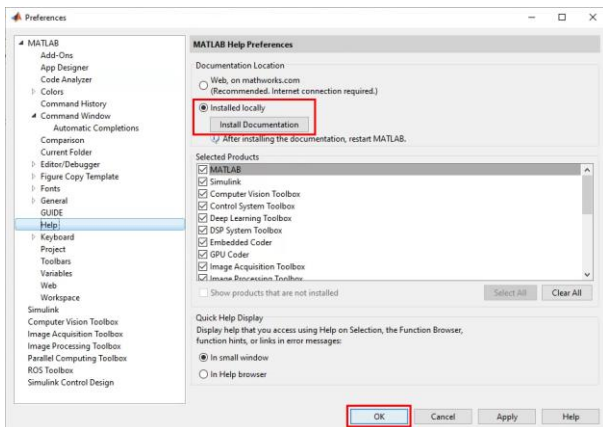 Preferences
MATLAB
Add-Ons
App Designer
Code Analyzer
Colors
Command History
Command Window
Automatic Completions
Comparison
Current Folder
Editor/Debugger
Figure Copy Template
Fonts
General
GUIDE
Help
Keyboard
Project
Toolbars
Variables
Web
Workspace
Simulink
Computer Vision Toolbox
Image Acquisition Toolbox
Image Processing Toolbox
Parallel Computing Toolbox
ROS Toolbox
Simulink Control Design
MATLAB Help Preferences
Documentation Location
Web, on mathworks.com
(Recommended. Internet connection required.)
Installed locally
Install Documentation
After installing the documentation, restart MATLAB.
Selected Products
MATLAB
Simulink
Computer Vision Toolbox
Control System Toolbox
Deep Learning Toolbox
DSP System Toolbox
Embedded Coder
GPU Coder
Image Acquisition Toolbox
Image Processing Toolbox
Show products that are not installed
Select All
Clear All
Quick Help Display
Display help that you access using Help on Selection, the Function Browser,
function hints, or links in error messages:
In small window
In Help browser
OK
Cancel
Apply
Help